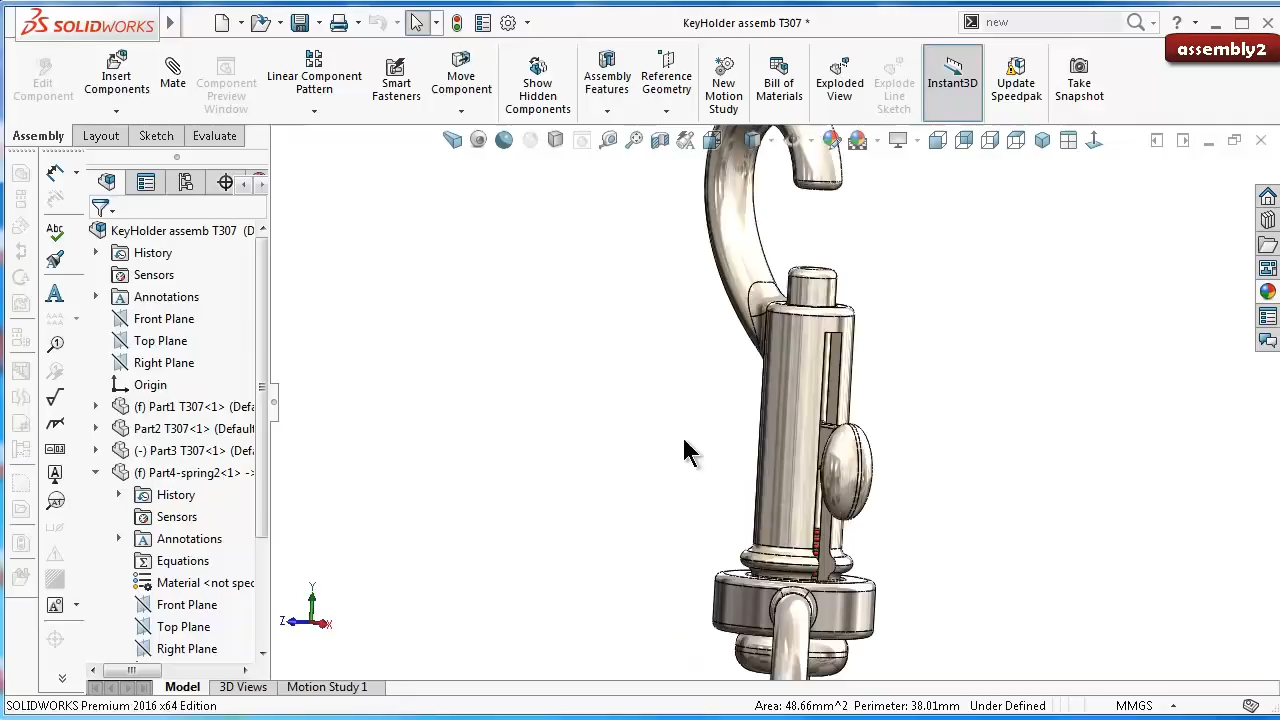 SOLIDWORKS
KeyHolder assemb T307 *
new
?
assembly2
Edit
Component
Insert
Components
Mate
Component
Preview
Window
Linear Component
Pattern
Smart
Fasteners
Move
Component
Show
Hidden
Components
Assembly
Features
Reference
Geometry
New
Motion
Study
Bill of
Materials
Exploded
View
Explode
Line
Sketch
Instant3D
Update
Speedpak
Take
Snapshot
Assembly
Layout
Sketch
Evaluate
KeyHolder assemb T307 (D
History
Sensors
Annotations
Front Plane
Top Plane
Right Plane
Origin
(f) Part1 T307<1> (Defa
Part2 T307<1> (Default
(-) Part3 T307<1> (Defa
(f) Part4-spring2<1> ->
History
Sensors
Annotations
Equations
Material <not spec
Front Plane
Top Plane
Right Plane
Abc
Y
Z
X
Model
3D Views
Motion Study 1
SOLIDWORKS Premium 2016 x64 Edition
Area: 48.66mm^2 Perimeter: 38.01mm
Under Defined
MMGS